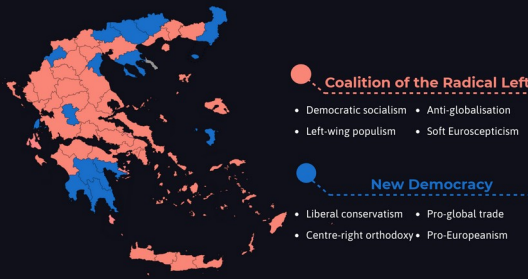 Coalition of the Radical Left
• Democratic socialism • Anti-globalisation
• Left-wing populism • Soft Euroscepticism
New Democracy
• Liberal conservatism • Pro-global trade
• Centre-right orthodoxy • Pro-Europeanism